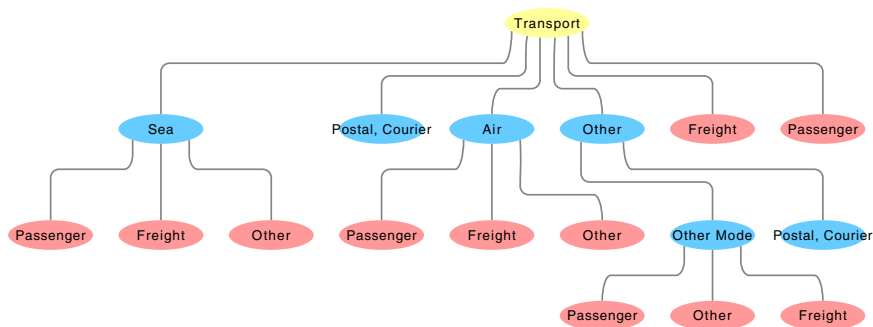 Transport
Sea
Postal, Courier
Air
Other
Freight
Passenger
Passenger
Freight
Other
Passenger
Freight
Other
Other Mode
Postal, Courier
Passenger
Other
Freight